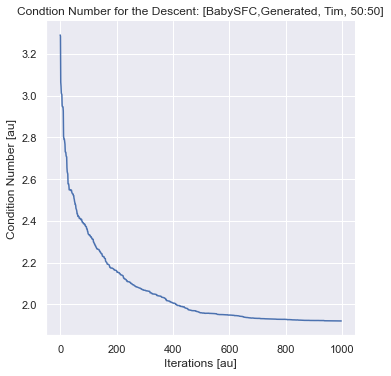 Condtion Number for the Descent: [BabySFC,Generated, Tim, 50:50]
Condition Number [au]
3.2
3.0
2.8
2.6
2.4
2.2
2.0
0 200 400 600 800 1000
Iterations [au]